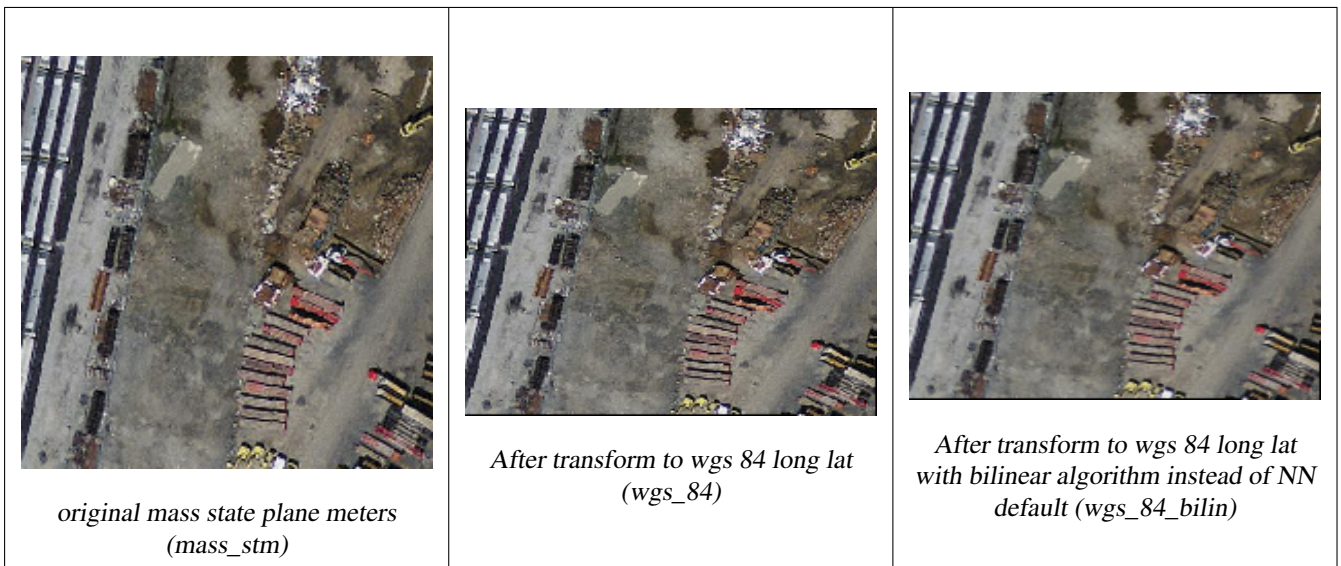 original mass state plane meters
(mass_stm)
After transform to wgs 84 long lat
(wgs_84)
After transform to wgs 84 long lat
with bilinear algorithm instead of NN
default (wgs_84_bilin)